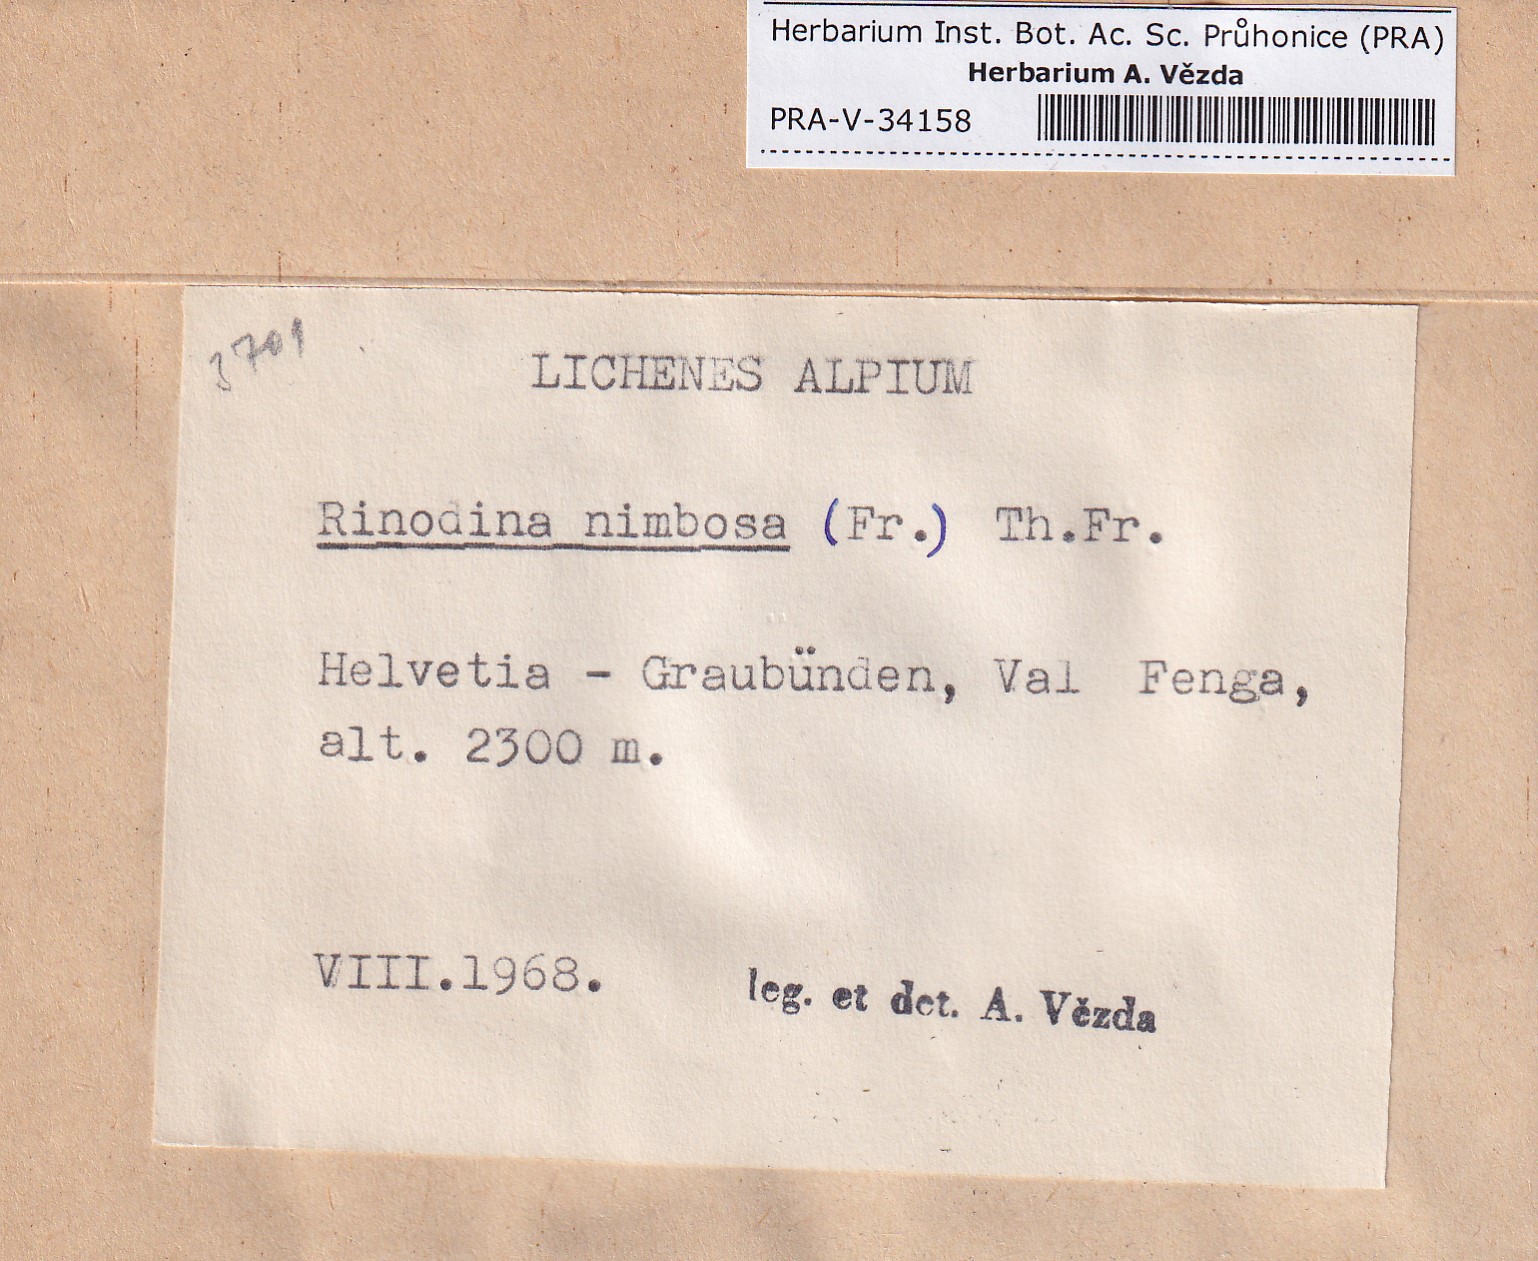 Herbarium Inst. Bot. Ac. Sc. Průhonice (PRA)
Herbarium A. Vězda
PRA-V-34158
3701
LICHENES ALPIUM
Rinodina nimbosa (Fr.) Th.Fr.
Helvetia - Graubünden, Val Fenga,
alt. 2300 m.
VIII.1968.
leg. et det. A. Vězda